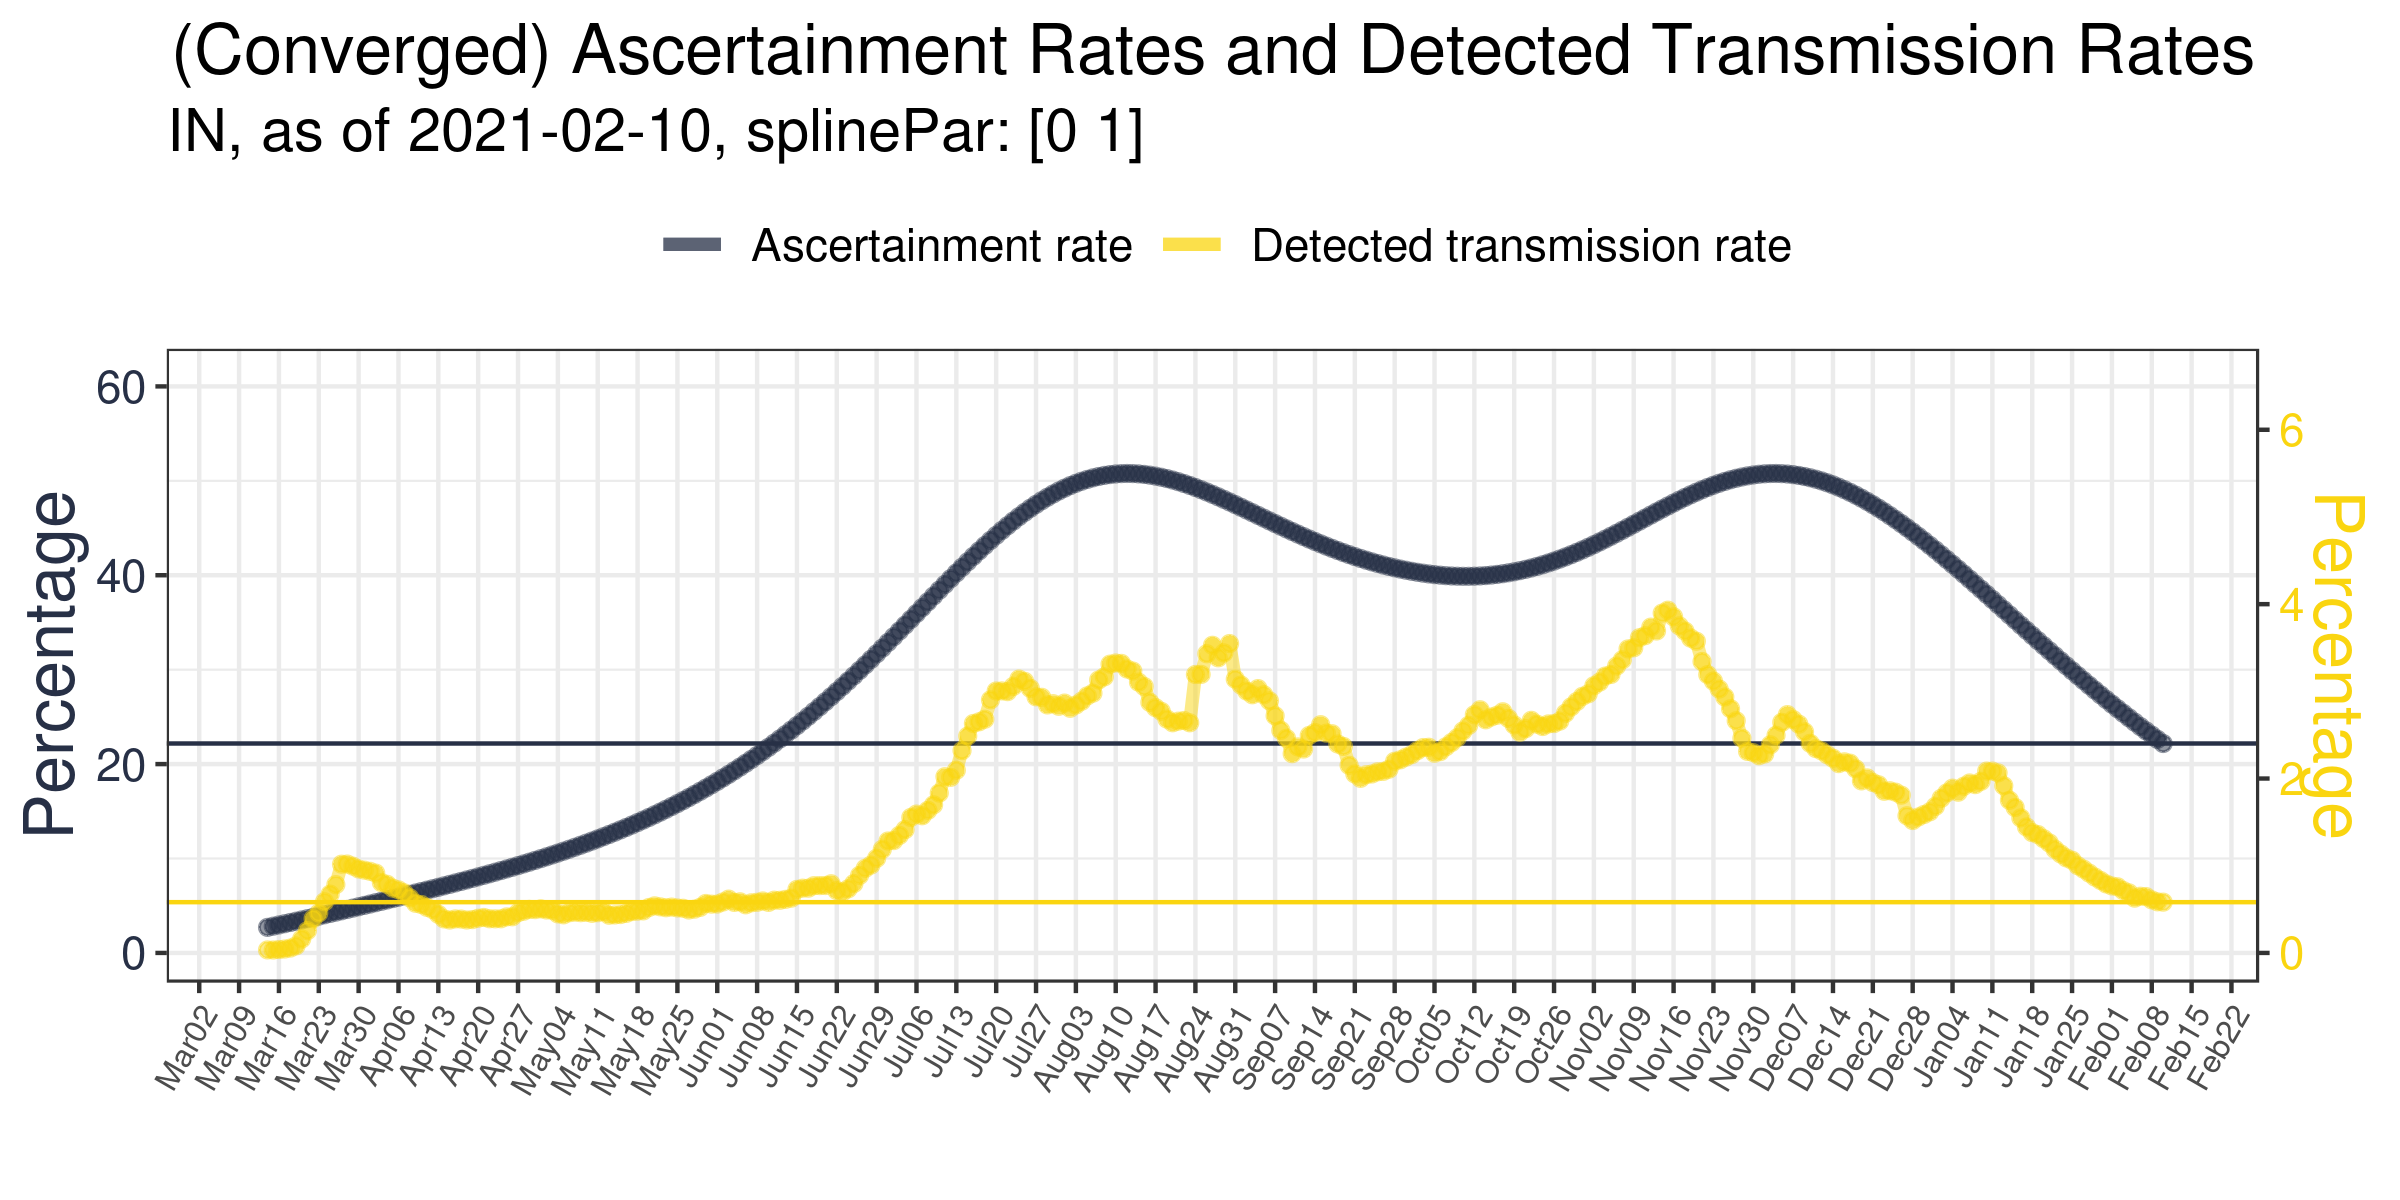 (Converged) Ascertainment Rates and Detected Transmission Rates
IN, as of 2021-02-10, splinePar: [0 1]
Ascertainment rate
Detected transmission rate
Percentage
60
40
20
0
6
4
2
0
Percentage
Mar02
Mar09
Mar16
Mar23
Mar30
Apr06
Apr13
Apr20
Apr27
May04
May11
May18
May25
Jun01
Jun08
Jun15
Jun22
Jun29
Jul06
Jul13
Jul20
Jul27
Aug03
Aug10
Aug17
Aug24
Aug31
Sep07
Sep14
Sep21
Sep28
Oct05
Oct12
Oct19
Oct26
Nov02
Nov09
Nov16
Nov23
Nov30
Dec07
Dec14
Dec21
Dec28
Jan04
Jan11
Jan18
Jan25
Feb01
Feb08
Feb15
Feb22